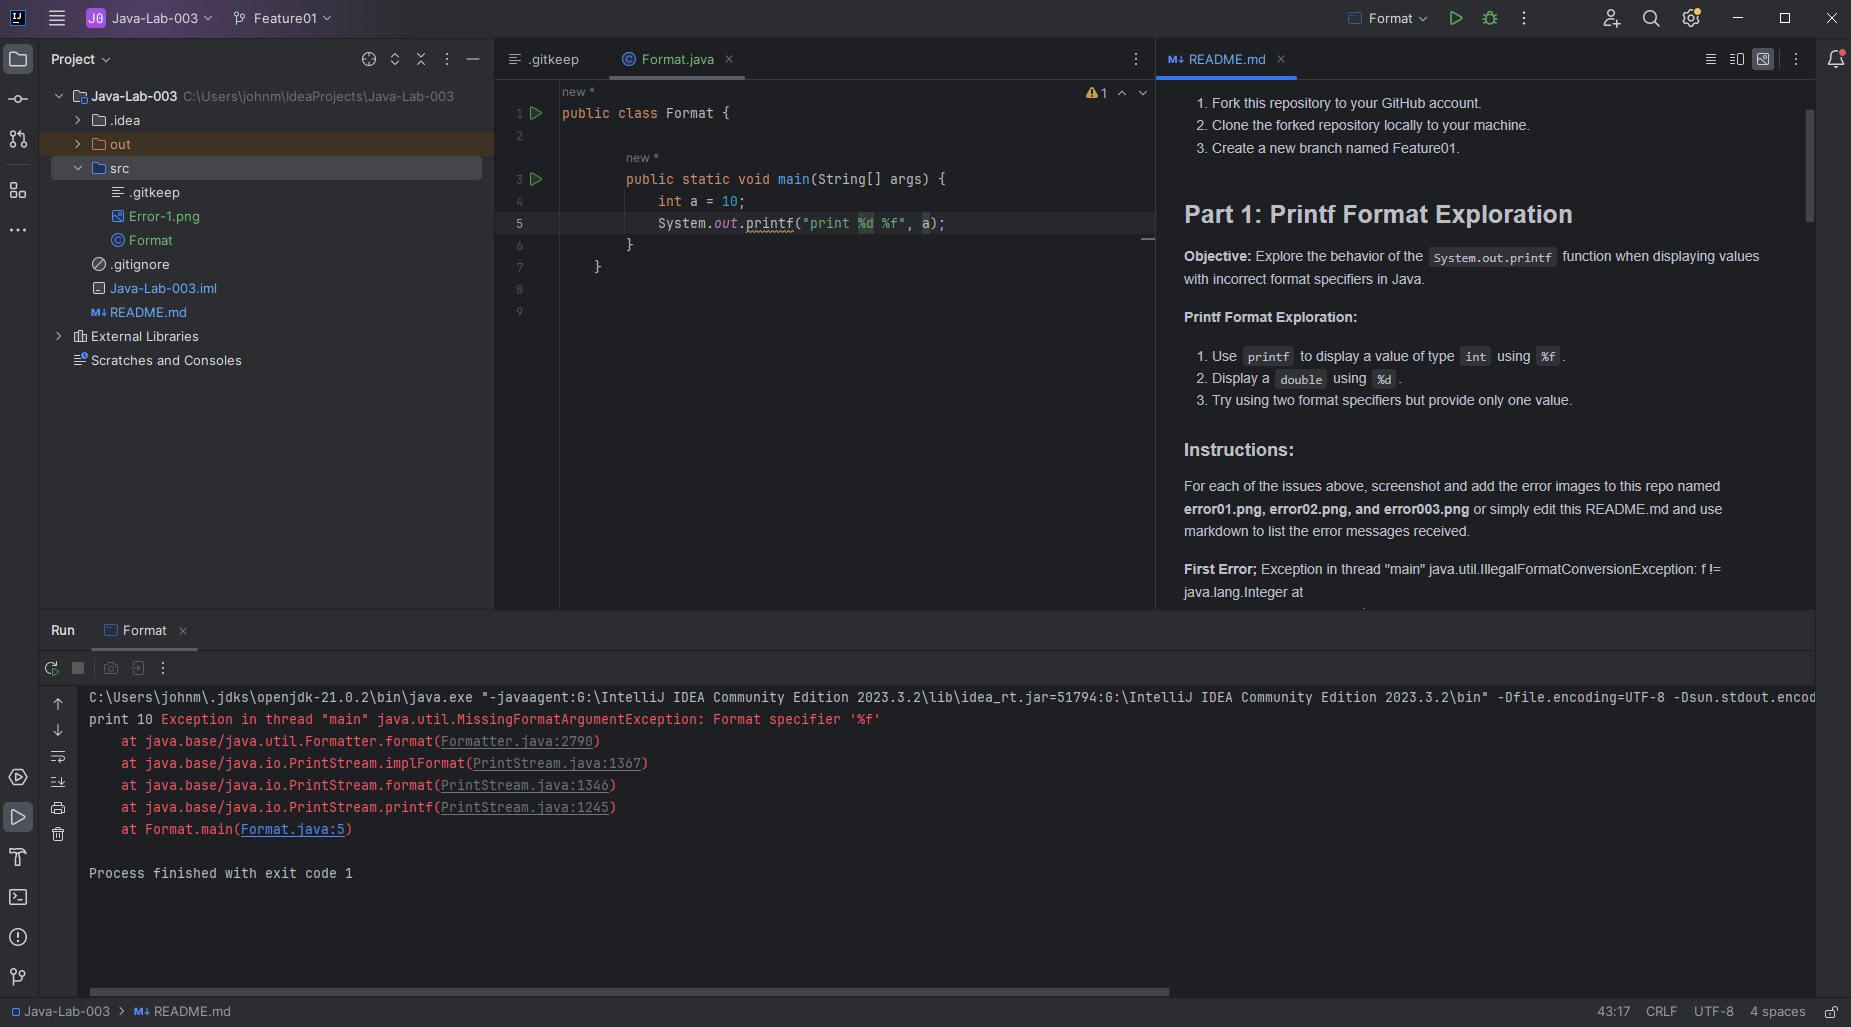 J0 Java-Lab-003 Feature01 Format
Project
Java-Lab-003 C:\Users\johnm\IdeaProjects\Java-Lab-003
.idea
out
src
.gitkeep
Error-1.png
Format
.gitignore
Java-Lab-003.iml
M↓ README.md
External Libraries
Scratches and Consoles
.gitkeep Format.java
1
new *
1 public class Format {
2
new *
3 public static void main(String[] args) {
4 int a = 10;
5 System.out.printf("print %d %f", a);
6 }
7 }
8
9
M↓ README.md
1. Fork this repository to your GitHub account.
2. Clone the forked repository locally to your machine.
3. Create a new branch named Feature01.
Part 1: Printf Format Exploration
Objective: Explore the behavior of the System.out.printf function when displaying values
with incorrect format specifiers in Java.
Printf Format Exploration:
1. Use printf to display a value of type int using %f .
2. Display a double using %d .
3. Try using two format specifiers but provide only one value.
Instructions:
For each of the issues above, screenshot and add the error images to this repo named
error01.png, error02.png, and error003.png or simply edit this README.md and use
markdown to list the error messages received.
First Error; Exception in thread "main" java.util.IllegalFormatConversionException: f !=
java.lang.Integer at
Run Format
C:\Users\johnm\.jdks\openjdk-21.0.2\bin\java.exe "-javaagent:G:\IntelliJ IDEA Community Edition 2023.3.2\lib\idea_rt.jar=51794:G:\IntelliJ IDEA Community Edition 2023.3.2\bin" -Dfile.encoding=UTF-8 -Dsun.stdout.encod
print 10 Exception in thread "main" java.util.MissingFormatArgumentException: Format specifier '%f'
at java.base/java.util.Formatter.format(Formatter.java:2790)
at java.base/java.io.PrintStream.implFormat(PrintStream.java:1367)
at java.base/java.io.PrintStream.format(PrintStream.java:1346)
at java.base/java.io.PrintStream.printf(PrintStream.java:1245)
at Format.main(Format.java:5)
Process finished with exit code 1
Java-Lab-003 > M↓ README.md
43:17 CRLF UTF-8 4 spaces